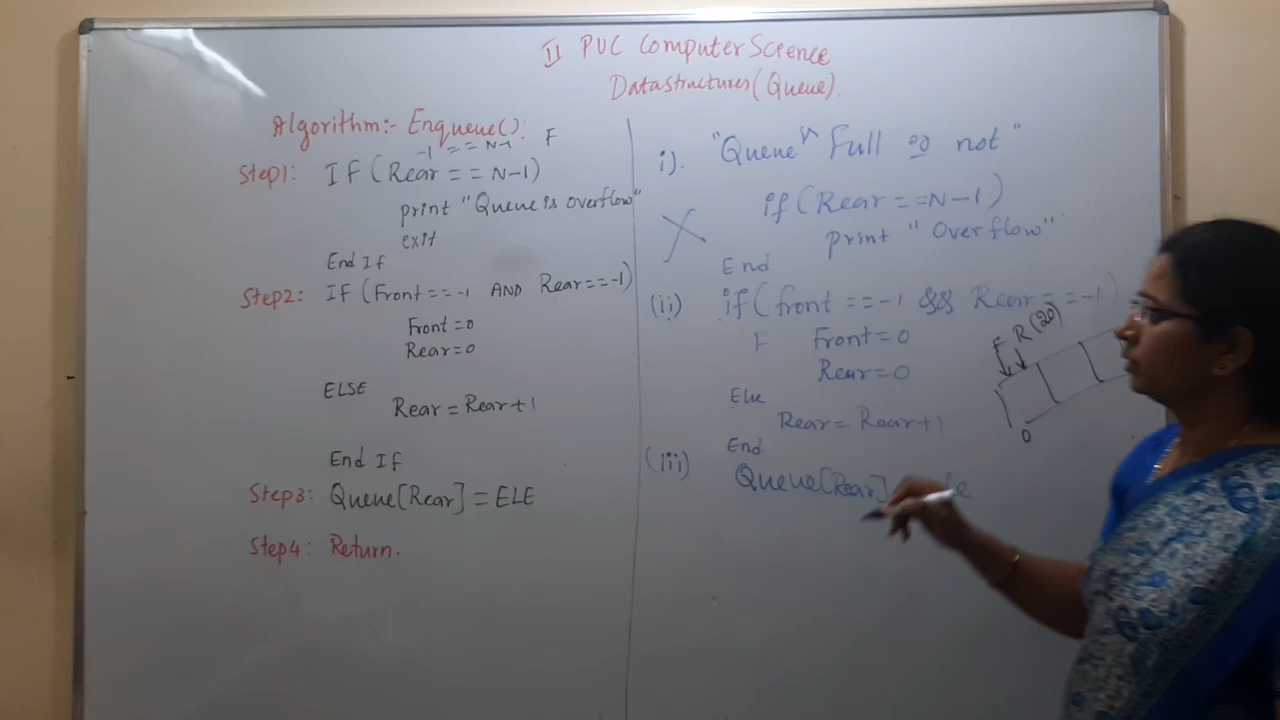 II PUC Computer Science
Datastructures (Queue).
Algorithm:- Enqueue():
-1 == N-1 F
Step1: IF (Rear == N-1)
print "Queue is overflow"
exit
End If
Step2: IF (Front == -1 AND Rear == -1)
Front = 0
Rear = 0
ELSE
Rear = Rear + 1
End IF
Step3: Queue[Rear] = ELE
Step4: Return.
i). "Queue Full or not"
if (Rear == N-1)
print "Overflow"
End
(ii) if (front == -1 && Rear == -1)
F Front = 0
Rear = 0
Else
Rear = Rear + 1
End
(iii) Queue[Rear]
F R (20)
0